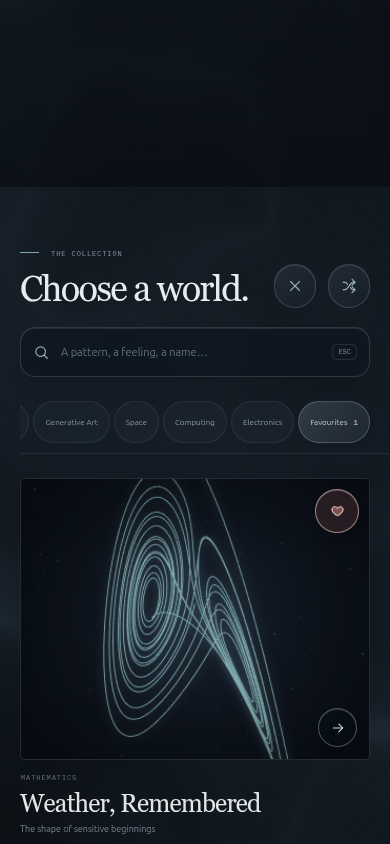 THE COLLECTION
Choose a world.
A pattern, a feeling, a name...
ESC
Generative Art
Space
Computing
Electronics
Favourites 1
MATHEMATICS
Weather, Remembered
The shape of sensitive beginnings